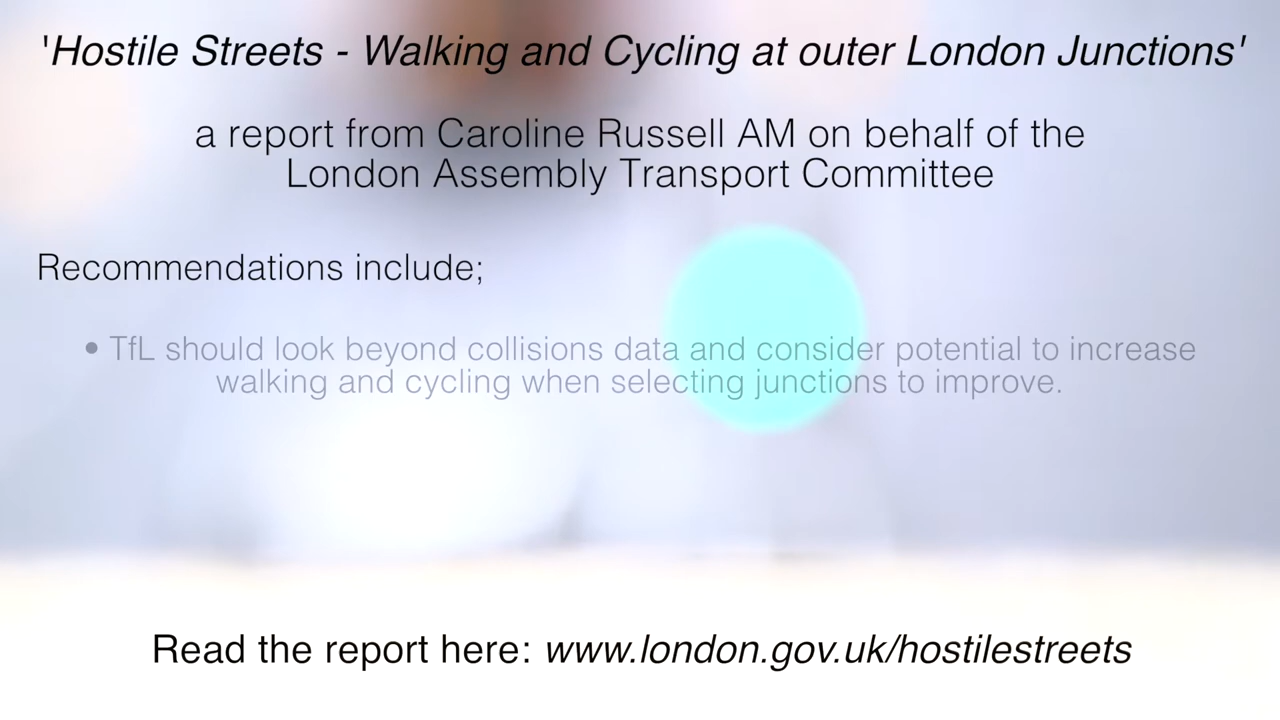 'Hostile Streets - Walking and Cycling at outer London Junctions'
a report from Caroline Russell AM on behalf of the
London Assembly Transport Committee
Recommendations include;
• TfL should look beyond collisions data and consider potential to increase
walking and cycling when selecting junctions to improve.
Read the report here: www.london.gov.uk/hostilestreets